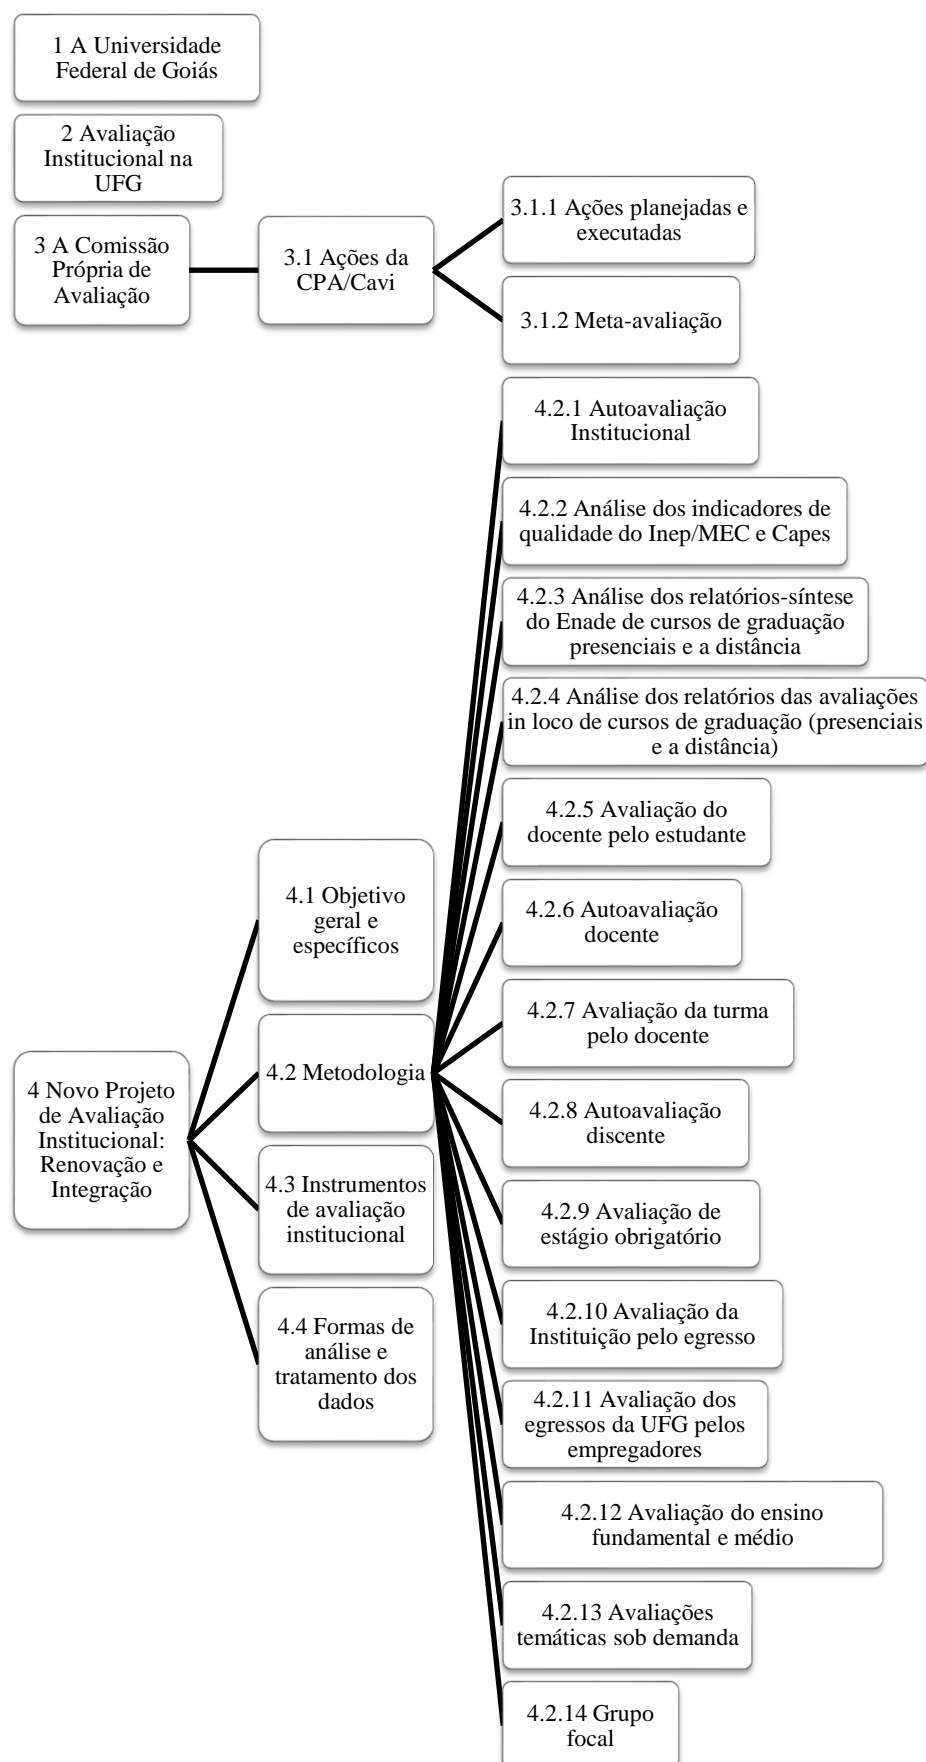 1 A Universidade
Federal de Goiás
2 Avaliação
Institucional na
UFG
3 A Comissão
Própria de
Avaliação
3.1 Ações da
CPA/Cavi
3.1.1 Ações planejadas e
executadas
3.1.2 Meta-avaliação
4 Novo Projeto
de Avaliação
Institucional:
Renovação e
Integração
4.1 Objetivo
geral e
específicos
4.2 Metodologia
4.2.1 Autoavaliação
Institucional
4.2.2 Análise dos indicadores de
qualidade do Inep/MEC e Capes
4.2.3 Análise dos relatórios-síntese
do Enade de cursos de graduação
presenciais e a distância
4.2.4 Análise dos relatórios das avaliações
in loco de cursos de graduação (presenciais
e a distância)
4.2.5 Avaliação do
docente pelo estudante
4.2.6 Autoavaliação
docente
4.2.7 Avaliação da turma
pelo docente
4.2.8 Autoavaliação
discente
4.2.9 Avaliação de
estágio obrigatório
4.2.10 Avaliação da
Instituição pelo egresso
4.2.11 Avaliação dos
egressos da UFG pelos
empregadores
4.2.12 Avaliação do ensino
fundamental e médio
4.2.13 Avaliações
temáticas sob demanda
4.2.14 Grupo
focal
4.3 Instrumentos
de avaliação
institucional
4.4 Formas de
análise e
tratamento dos
dados